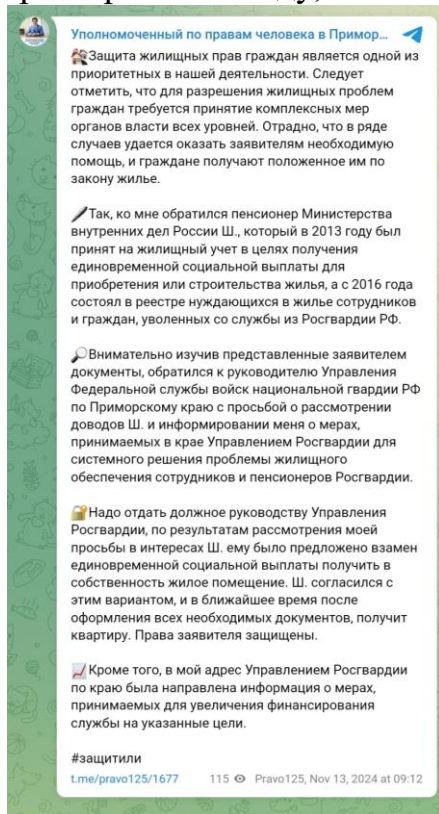 Уполномоченный по правам человека в Примор...
Защита жилищных прав граждан является одной из
приоритетных в нашей деятельности. Следует
отметить, что для разрешения жилищных проблем
граждан требуется принятие комплексных мер
органов власти всех уровней. Отрадно, что в ряде
случаев удается оказать заявителям необходимую
помощь, и граждане получают положенное им по
закону жилье.
Так, ко мне обратился пенсионер Министерства
внутренних дел России Ш., который в 2013 году был
принят на жилищный учет в целях получения
единовременной социальной выплаты для
приобретения или строительства жилья, а с 2016 года
состоял в реестре нуждающихся в жилье сотрудников
и граждан, уволенных со службы из Росгвардии РФ.
Внимательно изучив представленные заявителем
документы, обратился к руководителю Управления
Федеральной службы войск национальной гвардии РФ
по Приморскому краю с просьбой о рассмотрении
доводов Ш. и информировании меня о мерах,
принимаемых в крае Управлением Росгвардии для
системного решения проблемы жилищного
обеспечения сотрудников и пенсионеров Росгвардии.
Надо отдать должное руководству Управления
Росгвардии, по результатам рассмотрения моей
просьбы в интересах Ш. ему было предложено взамен
единовременной социальной выплаты получить в
собственность жилое помещение. Ш. согласился с
этим вариантом, и в ближайшее время после
оформления всех необходимых документов, получит
квартиру. Права заявителя защищены.
Кроме того, в мой адрес Управлением Росгвардии
по краю была направлена информация о мерах,
принимаемых для увеличения финансирования
службы на указанные цели.
#защитили
t.me/pravo125/1677 115 Pravo125, Nov 13, 2024 at 09:12